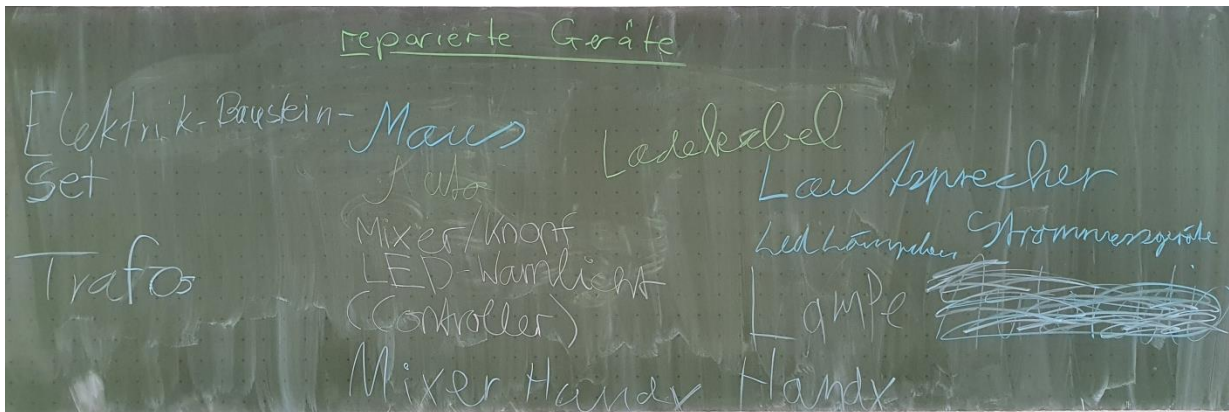 reparierte Geräte
Elektrik-Baustein-
Set
Trafos
Maus
Auto
Mixer/Knopf
LED-Warnlicht
(Controller)
Mixer Handy Handy
Ladekabel
Lautsprecher
Led Lämpchen Strommessgeräte
Lampe